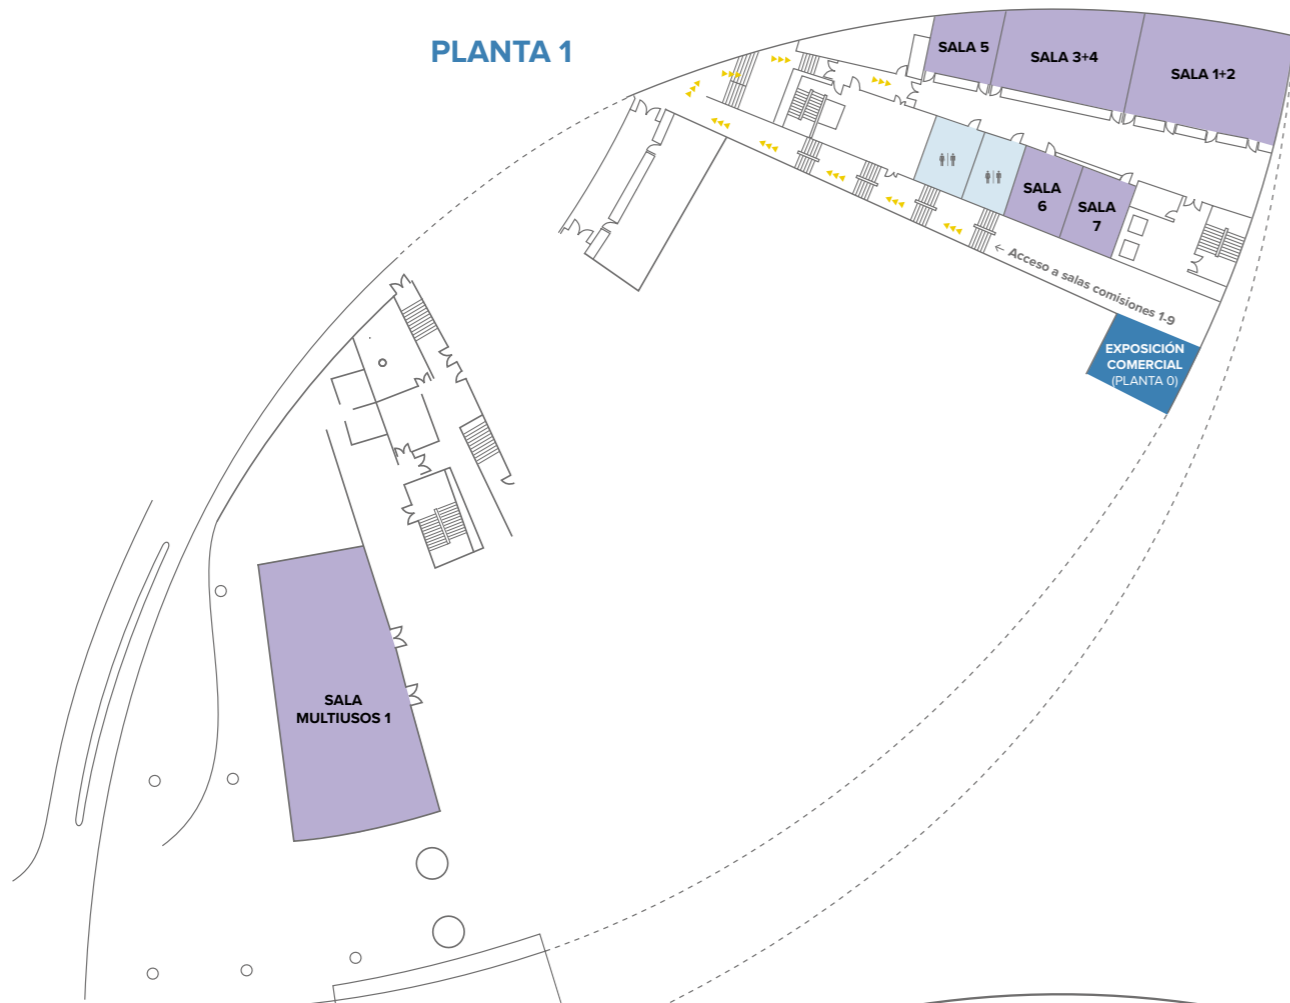 PLANTA 1
SALA 5
SALA 3+4
SALA 1+2
SALA
6
SALA
7
← Acceso a salas comisiones 1-9
EXPOSICIÓN
COMERCIAL
(PLANTA 0)
SALA
MULTIUSOS 1